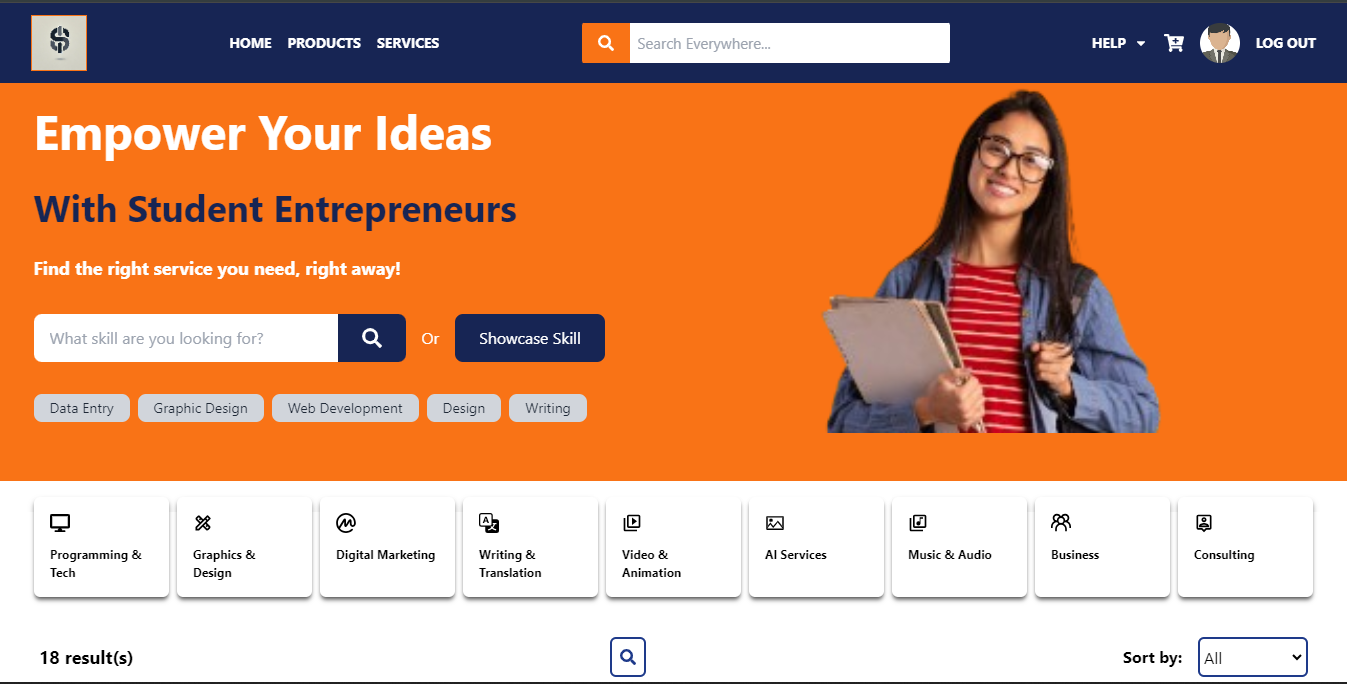 HOME PRODUCTS SERVICES Search Everywhere... HELP LOG OUT
Empower Your Ideas
With Student Entrepreneurs
Find the right service you need, right away!
What skill are you looking for? Or Showcase Skill
Data Entry Graphic Design Web Development Design Writing
Programming &
Tech
Graphics &
Design
Digital Marketing
Writing &
Translation
Video &
Animation
AI Services
Music & Audio
Business
Consulting
18 result(s) Sort by: All